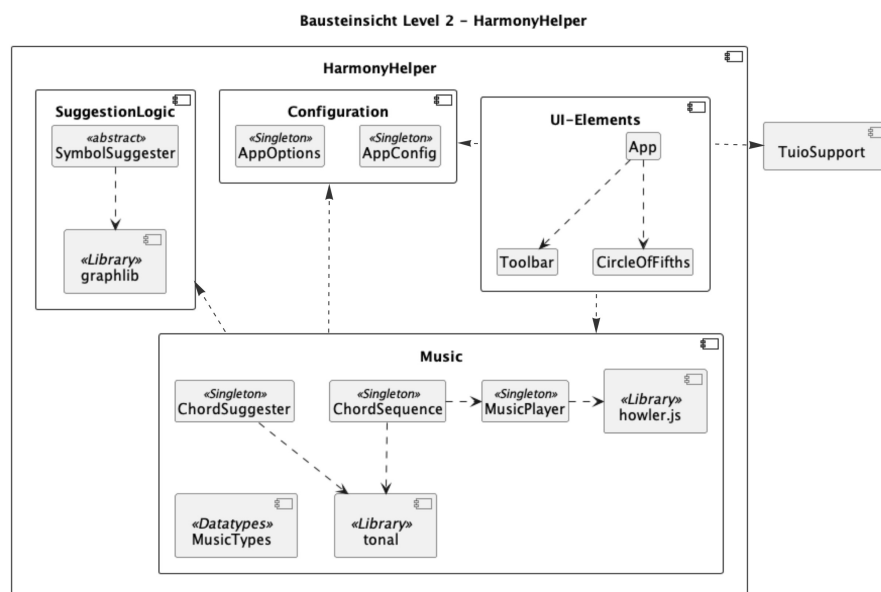 Bausteinsicht Level 2 - HarmonyHelper
HarmonyHelper
SuggestionLogic
«abstract»
SymbolSuggester
«Library»
graphlib
Configuration
«Singleton»
AppOptions
«Singleton»
AppConfig
UI-Elements
App
Toolbar
CircleOfFifths
TuioSupport
Music
«Singleton»
ChordSuggester
«Singleton»
ChordSequence
«Singleton»
MusicPlayer
«Library»
howler.js
«Datatypes»
MusicTypes
«Library»
tonal